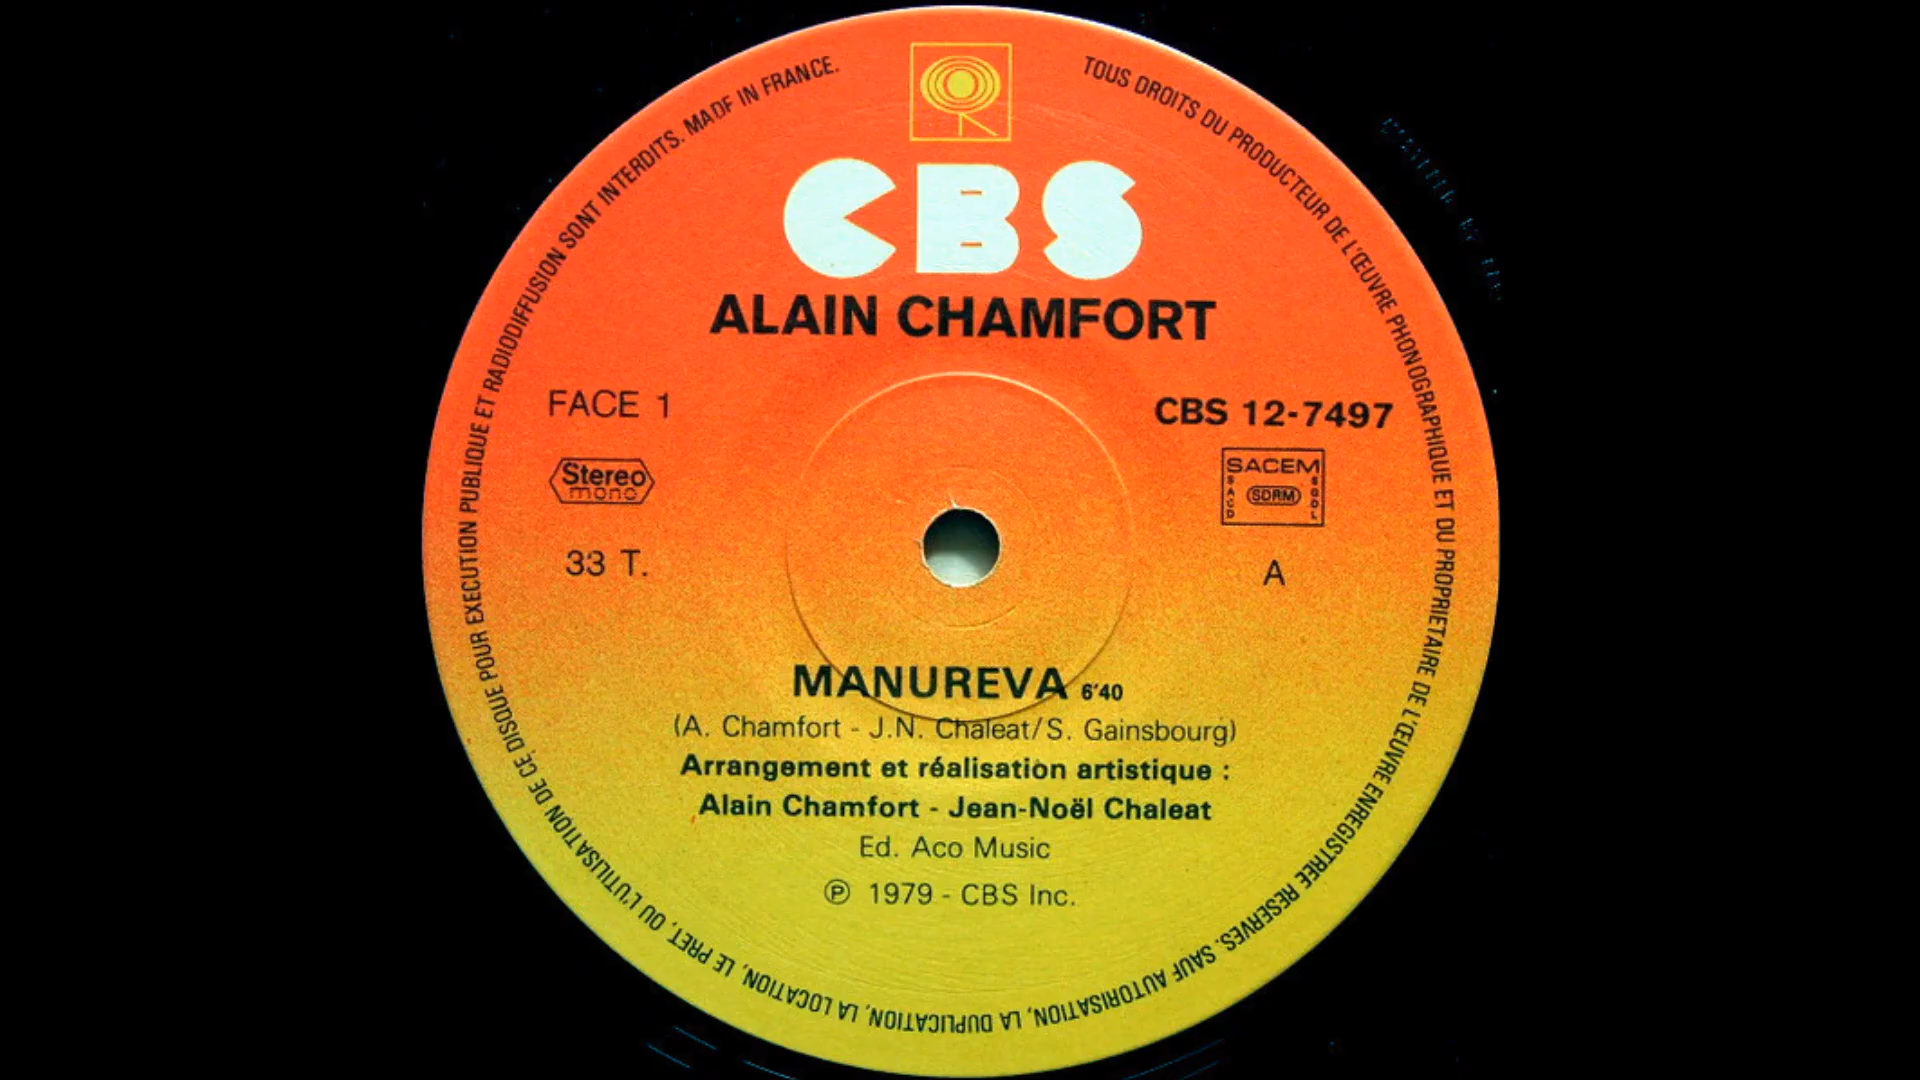 TOUS DROITS DU PRODUCTEUR DE L'ŒUVRE PHONOGRAPHIQUE ET DU PROPRIETAIRE DE L'ŒUVRE ENREGISTREE RESERVES. SAUF AUTORISATION, LA DUPLICATION, LA LOCATION, LE PRET, OU L'UTILISATION DE CE DISQUE POUR EXECUTION PUBLIQUE ET RADIODIFFUSION SONT INTERDITS. MADE IN FRANCE.
CBS
ALAIN CHAMFORT
FACE 1
CBS 12-7497
Stereo
mono
SACEM
SACD
SDRM
SGDL
33 T.
A
MANUREVA 6'40
(A. Chamfort - J.N. Chaleat/S. Gainsbourg)
Arrangement et réalisation artistique :
Alain Chamfort - Jean-Noël Chaleat
Ed. Aco Music
℗ 1979 - CBS Inc.